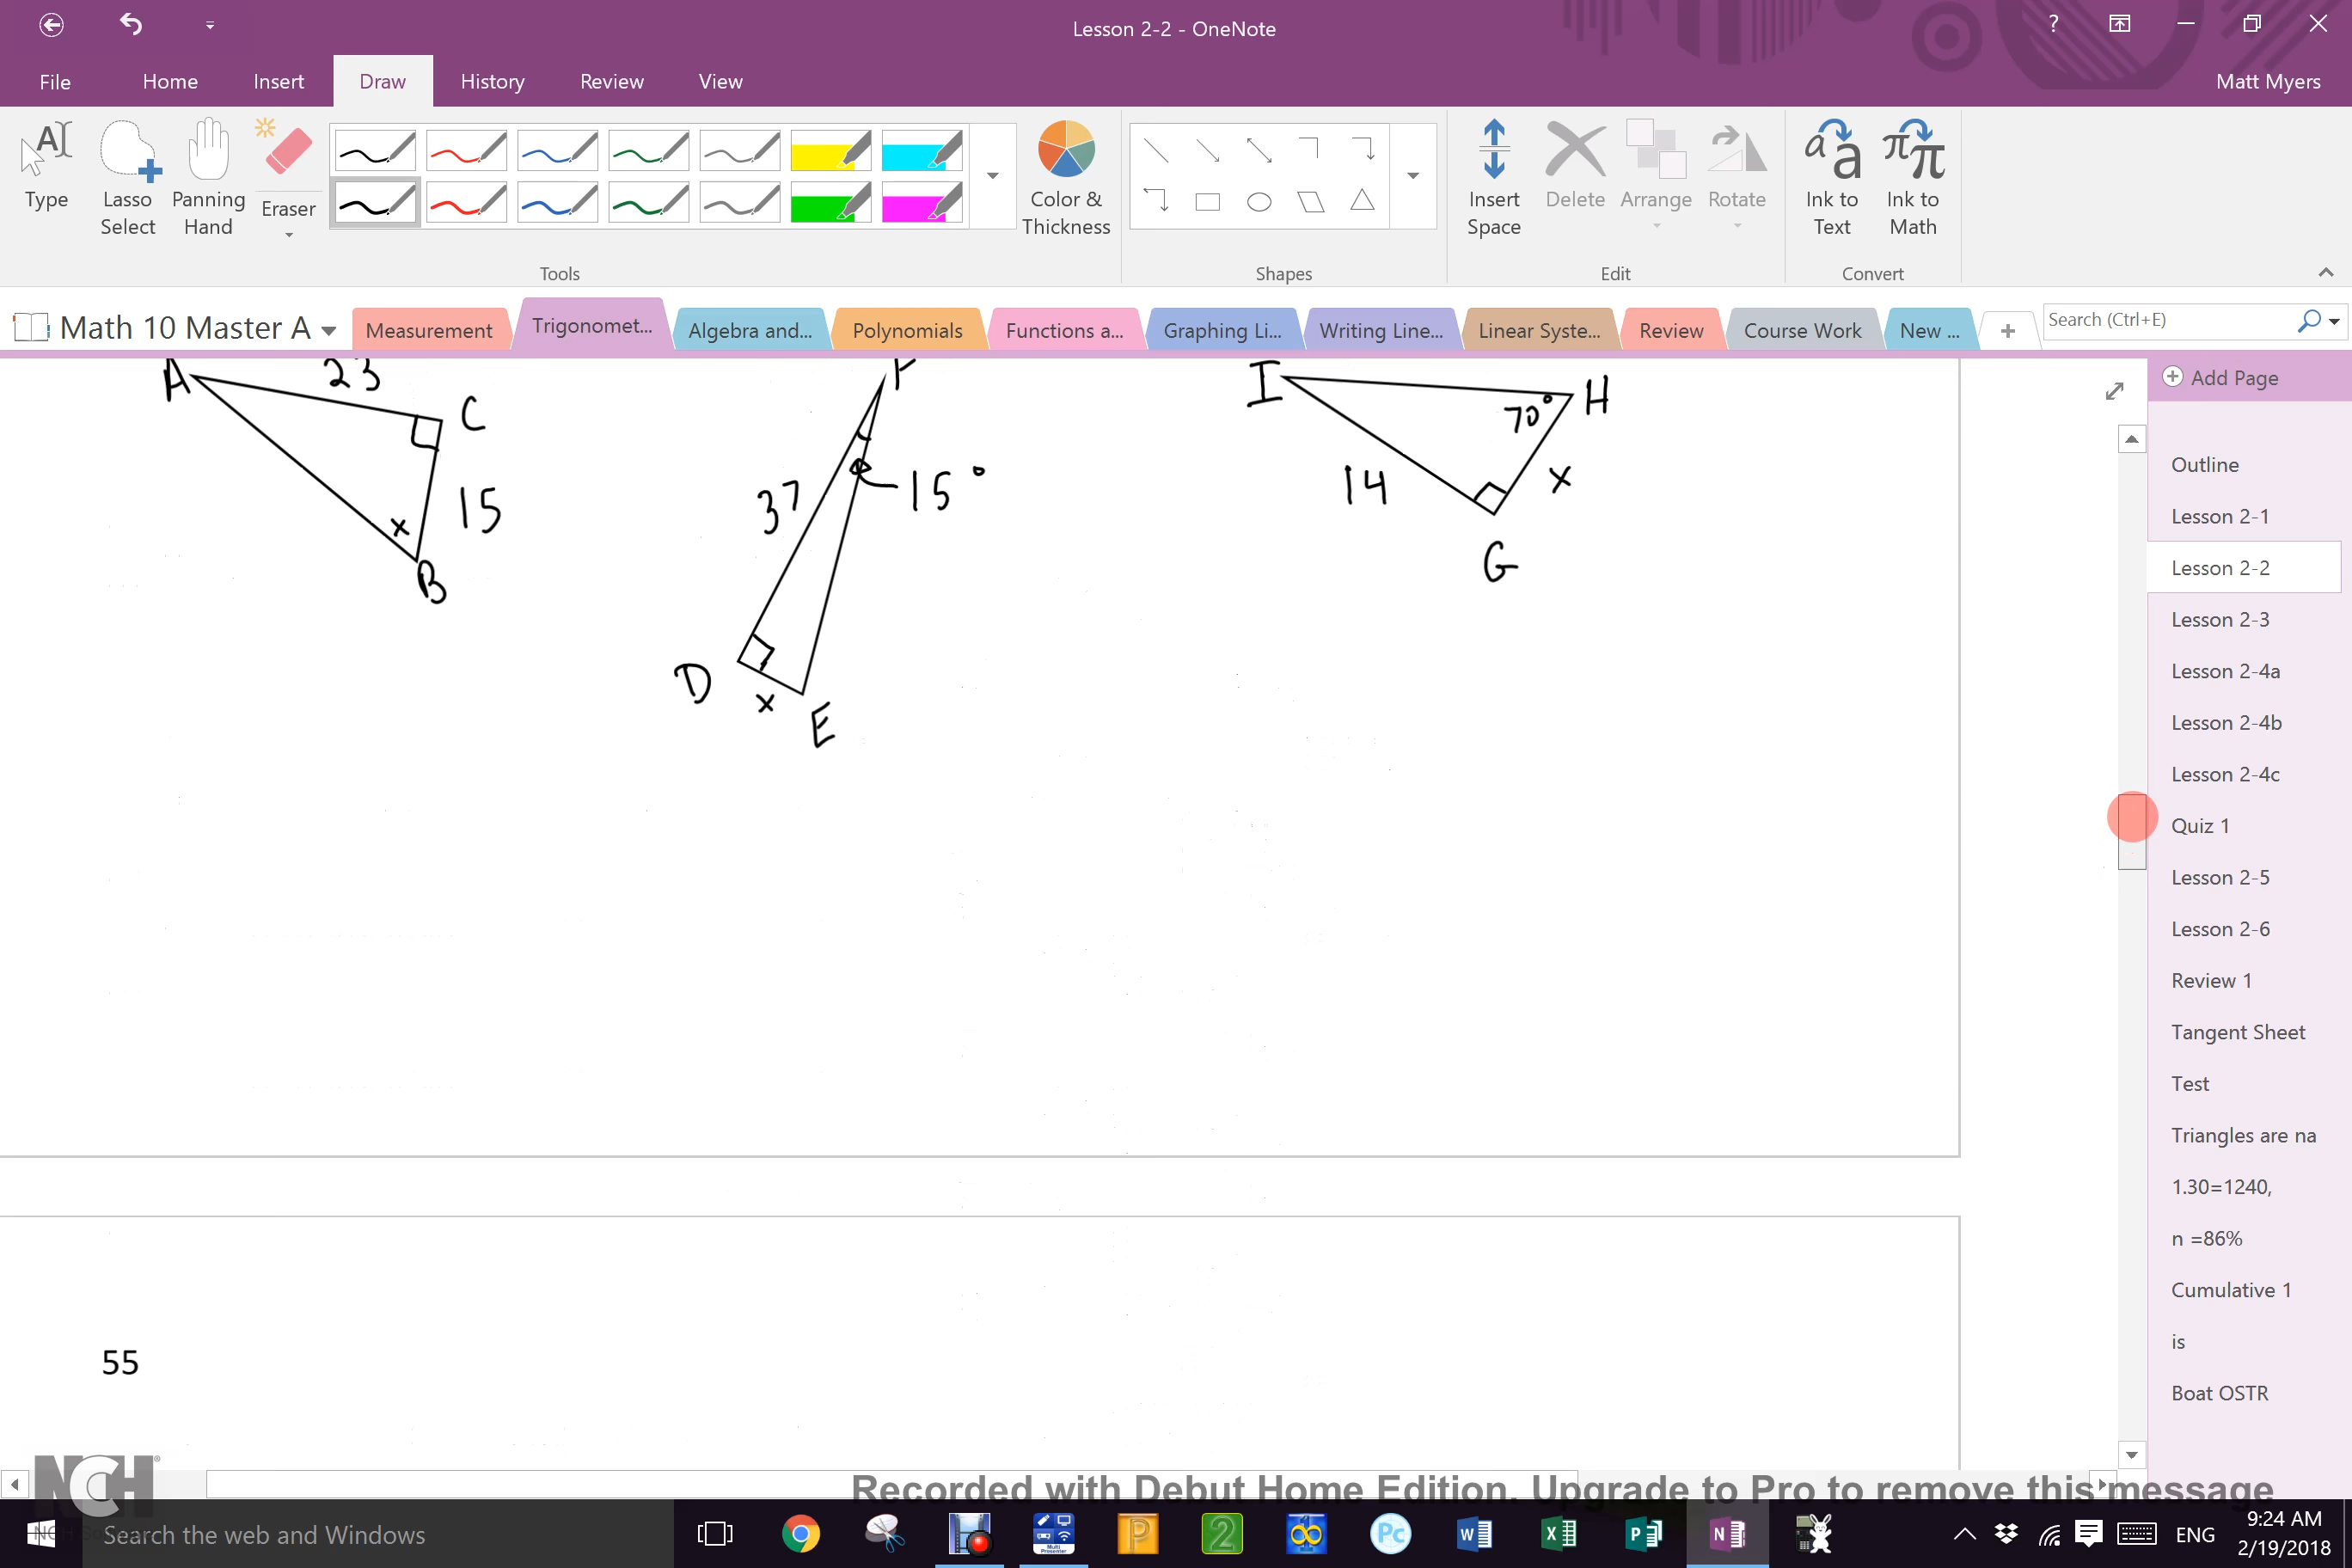 Lesson 2-2 - OneNote
?
File Home Insert Draw History Review View Matt Myers
Type Lasso Select Panning Hand Eraser Color & Thickness Insert Space Delete Arrange Rotate Ink to Text Ink to Math
Tools Shapes Edit Convert
Math 10 Master A Measurement Trigonomet... Algebra and... Polynomials Functions a... Graphing Li... Writing Line... Linear Syste... Review Course Work New ... + Search (Ctrl+E)
A 23 C 15 x B
F 37 15° D x E
I H 70° 14 x G
Add Page
Outline
Lesson 2-1
Lesson 2-2
Lesson 2-3
Lesson 2-4a
Lesson 2-4b
Lesson 2-4c
Quiz 1
Lesson 2-5
Lesson 2-6
Review 1
Tangent Sheet
Test
Triangles are na
1.30=1240,
n =86%
Cumulative 1
is
Boat OSTR
55
NCH
Recorded with Debut Home Edition. Upgrade to Pro to remove this message
Search the web and Windows
ENG
9:24 AM
2/19/2018